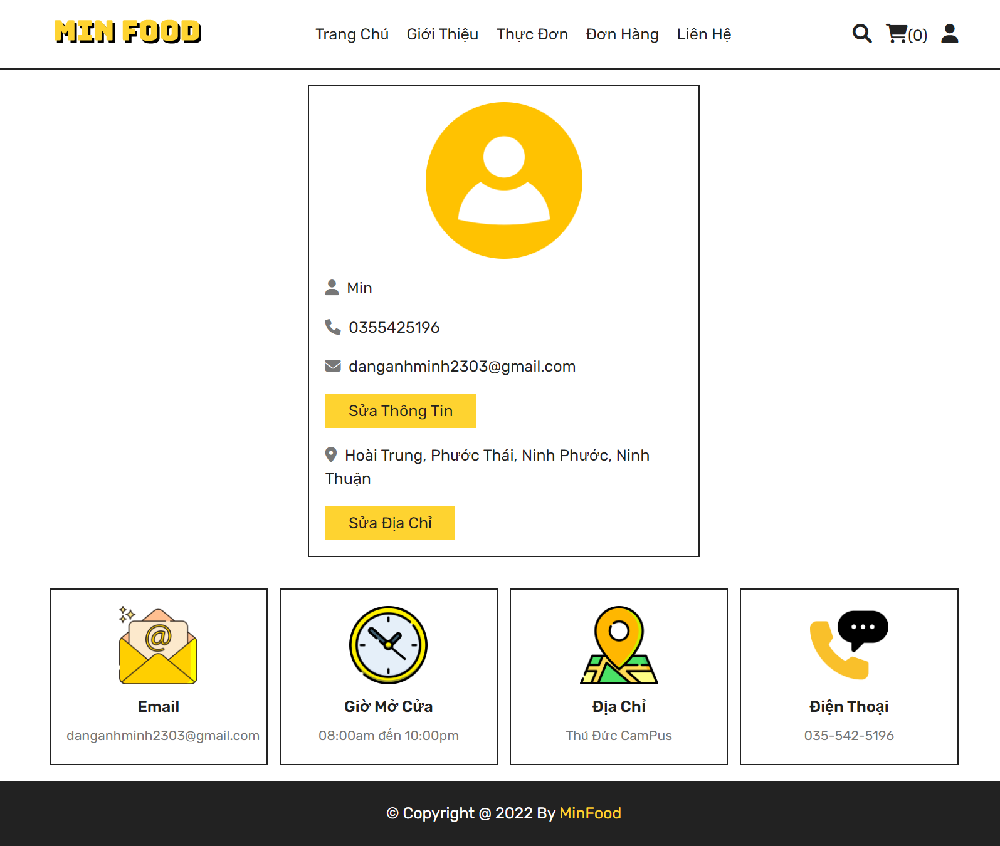 MIN FOOD
Trang Chủ Giới Thiệu Thực Đơn Đơn Hàng Liên Hệ
(0)
Min
0355425196
danganhminh2303@gmail.com
Sửa Thông Tin
Hoài Trung, Phước Thái, Ninh Phước, Ninh
Thuận
Sửa Địa Chỉ
@
Email
danganhminh2303@gmail.com
Giờ Mở Cửa
08:00am đến 10:00pm
Địa Chỉ
Thủ Đức CamPus
Điện Thoại
035-542-5196
© Copyright @ 2022 By MinFood